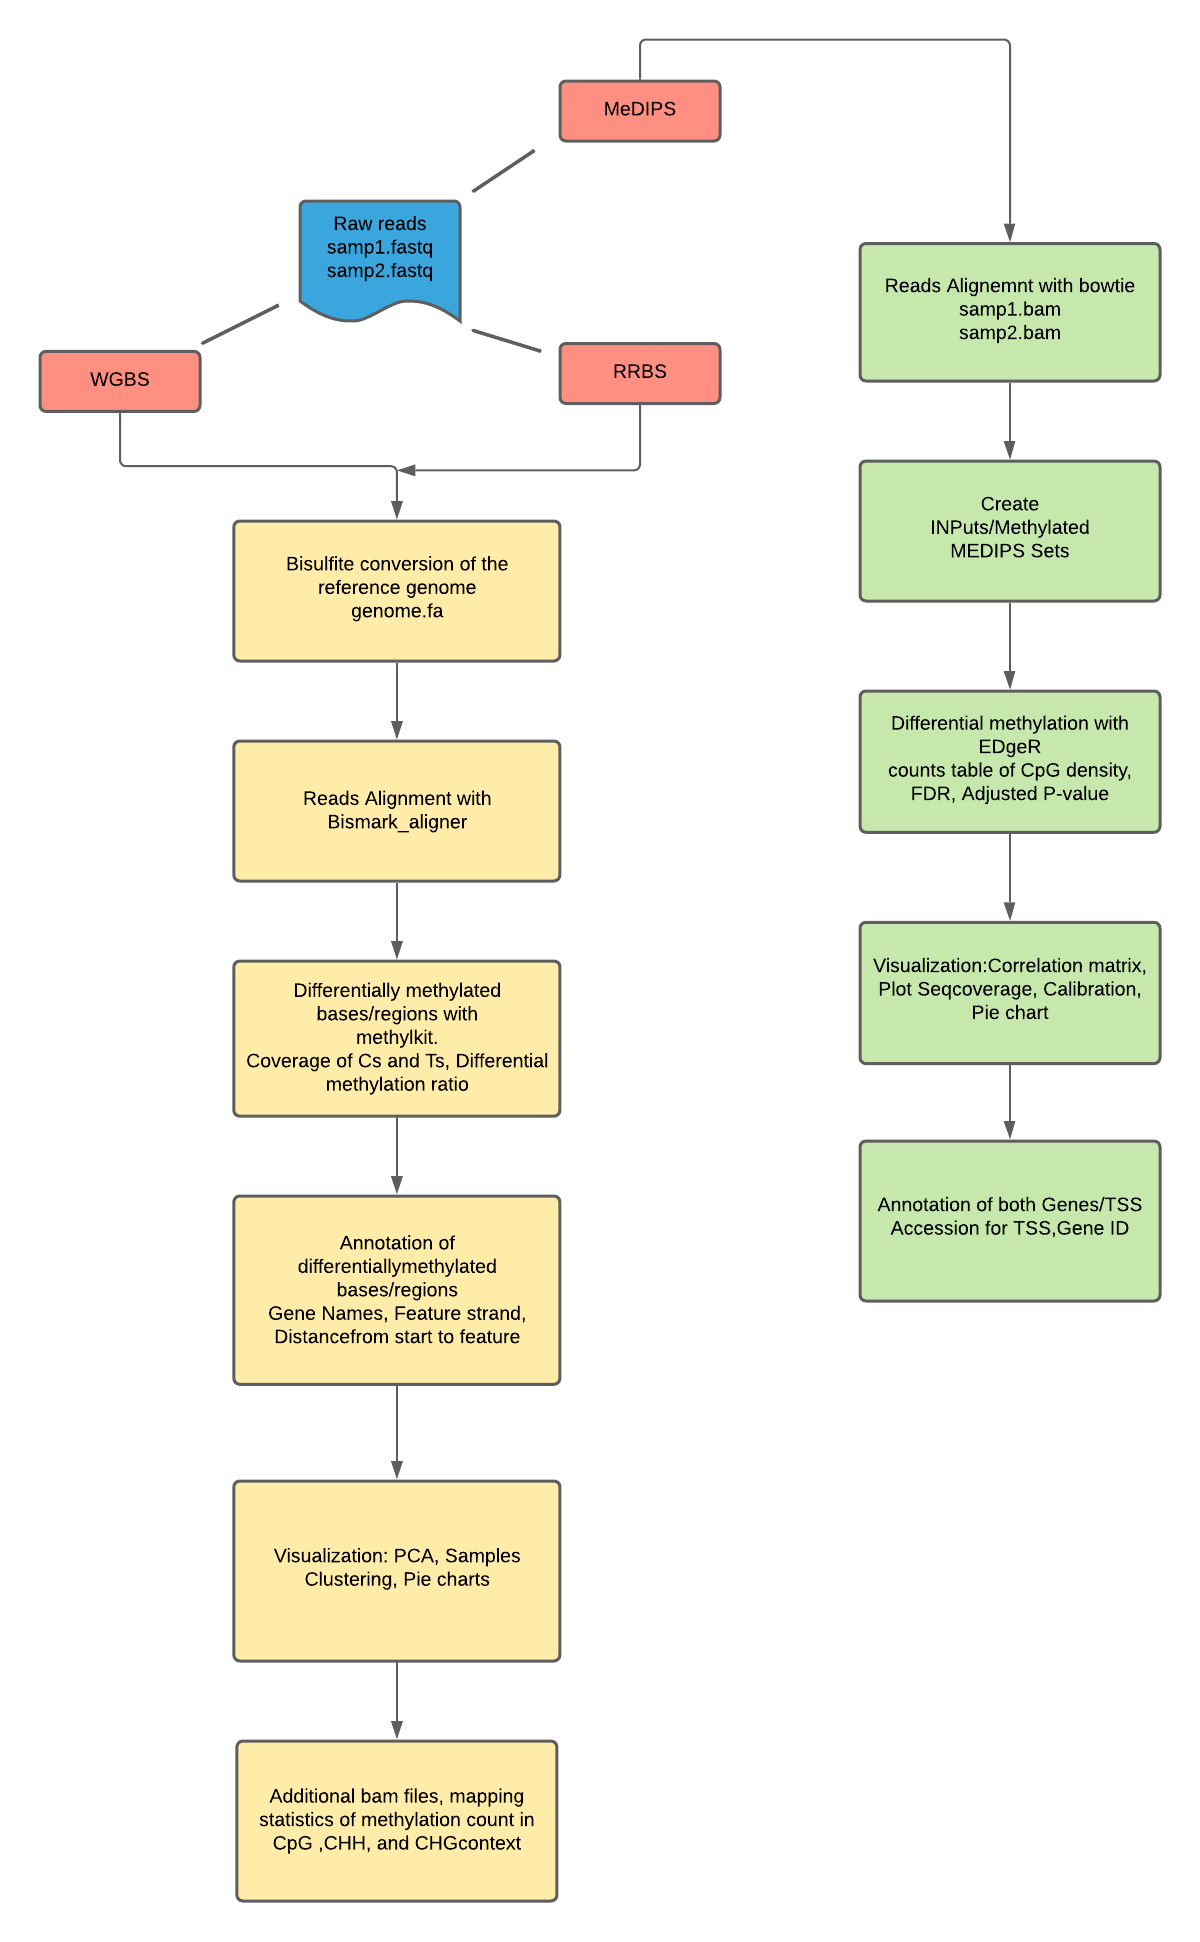 MeDIPS
Raw reads
samp1.fastq
samp2.fastq
WGBS
RRBS
Bisulfite conversion of the
reference genome
genome.fa
Reads Alignment with
Bismark_aligner
Differentially methylated
bases/regions with
methylkit.
Coverage of Cs and Ts, Differential
methylation ratio
Annotation of
differentiallymethylated
bases/regions
Gene Names, Feature strand,
Distancefrom start to feature
Visualization: PCA, Samples
Clustering, Pie charts
Additional bam files, mapping
statistics of methylation count in
CpG ,CHH, and CHGcontext
Reads Alignemnt with bowtie
samp1.bam
samp2.bam
Create
INPuts/Methylated
MEDIPS Sets
Differential methylation with
EDgeR
counts table of CpG density,
FDR, Adjusted P-value
Visualization:Correlation matrix,
Plot Seqcoverage, Calibration,
Pie chart
Annotation of both Genes/TSS
Accession for TSS,Gene ID